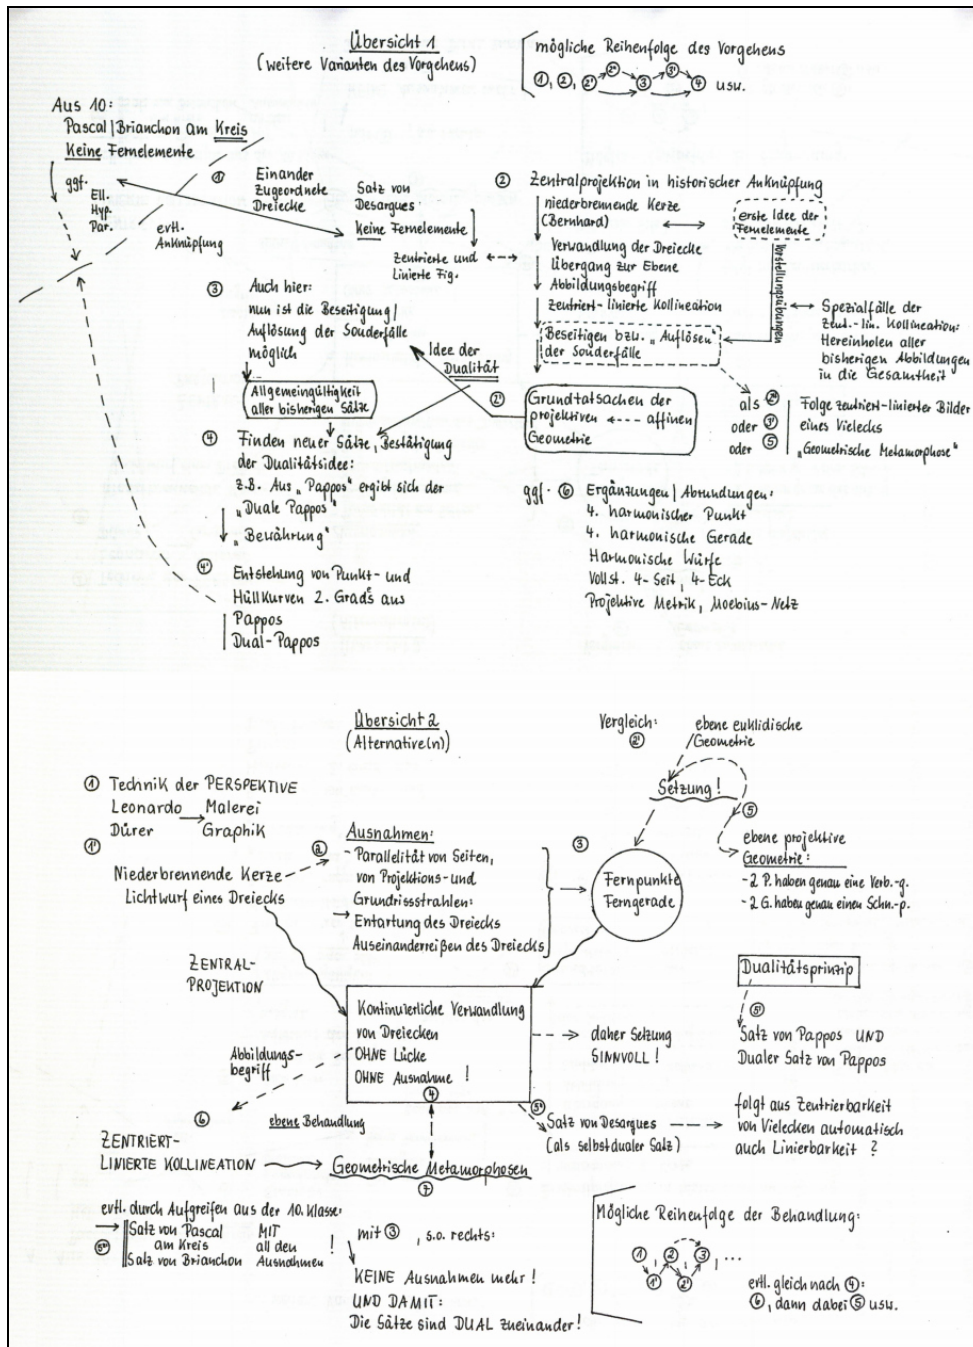 Übersicht 1
(weitere Varianten des Vorgehens)
mögliche Reihenfolge des Vorgehens
①, ②, ②' ②'' ③ ③' ④ usw.
Aus 10:
Pascal/Brianchon am Kreis
Keine Fernelemente
ggf.
Ell.
Hyp.
Par.
evtl.
Anknüpfung
① Einander
Zugeordnete
Dreiecke
Satz von
Desargues:
Keine Fernelemente
Zentrierte und
Linierte Fig.
② Zentralprojektion in historischer Anknüpfung
niederbrennende Kerze
(Bernhard)
erste Idee der
Fernelemente
Verwandlung der Dreiecke
Übergang zur Ebene
Abbildungsbegriff
zentriert-linierte Kollineation
Vorstellungsübungen
Spezialfälle der
Zent.-lin. Kollineation:
Hereinholen aller
bisherigen Abbildungen
in die Gesamtheit
Beseitigen bzw. „Auflösen"
der Sonderfälle
③ Auch hier:
nun ist die Beseitigung/
Auflösung der Sonderfälle
möglich
Idee der
Dualität
②'
Allgemeingültigkeit
aller bisherigen Sätze
Grundtatsachen der
projektiven affinen
Geometrie
als ②''
oder ③'
oder ⑤
Folge zentriert-linierter Bilder
eines Vielecks
„Geometrische Metamorphose"
④ Finden neuer Sätze, Bestätigung
der Dualitätsidee:
z.B. Aus „Pappos" ergibt sich der
„Duale Pappos"
„Bewährung"
④' Entstehung von Punkt- und
Hüllkurven 2. Grads aus
Pappos
Dual-Pappos
ggf. ⑥ Ergänzungen/Abrundungen:
4. harmonischer Punkt
4. harmonische Gerade
Harmonische Würfe
Vollst. 4-Seit, 4-Eck
Projektive Metrik, Moebius-Netz
Übersicht 2
(Alternative(n))
Vergleich:
②'
ebene euklidische
Geometrie
Setzung!
⑤
ebene projektive
Geometrie:
-2 P. haben genau eine Verb.-g.
-2 G. haben genau einen Schn.-p.
① Technik der PERSPEKTIVE
Leonardo Malerei
Dürer Graphik
①'
Niederbrennende Kerze
Lichtwurf eines Dreiecks
②
Ausnahmen:
- Parallelität von Seiten,
von Projektions- und
Grundrissstrahlen:
Entartung des Dreiecks
Auseinanderreißen des Dreiecks
③
Fernpunkte
Ferngerade
ZENTRAL-
PROJEKTION
Kontinuierliche Verwandlung
von Dreiecken
OHNE Lücke
OHNE Ausnahme !
④
daher Setzung
SINNVOLL!
Dualitätsprinzip
⑤'
Satz von Pappos UND
Dualer Satz von Pappos
Abbildungs-
begriff
⑥
ebene Behandlung
⑤''
Satz von Desargues
(als selbstdualer Satz)
folgt aus Zentrierbarkeit
von Vielecken automatisch
auch Linierbarkeit ?
ZENTRIERT-
LINIERTE KOLLINEATION
Geometrische Metamorphosen
⑦
evtl. durch Aufgreifen aus der 10. Klasse:
Satz von Pascal MIT
am Kreis all den !
Satz von Brianchon Ausnahmen
mit ③, s.o. rechts:
KEINE Ausnahmen mehr!
UND DAMIT:
Die Sätze sind DUAL zueinander!
Mögliche Reihenfolge der Behandlung:
① , ② , ③ , ...
①' ②'
evtl. gleich nach ④:
⑥, dann dabei ⑤ usw.